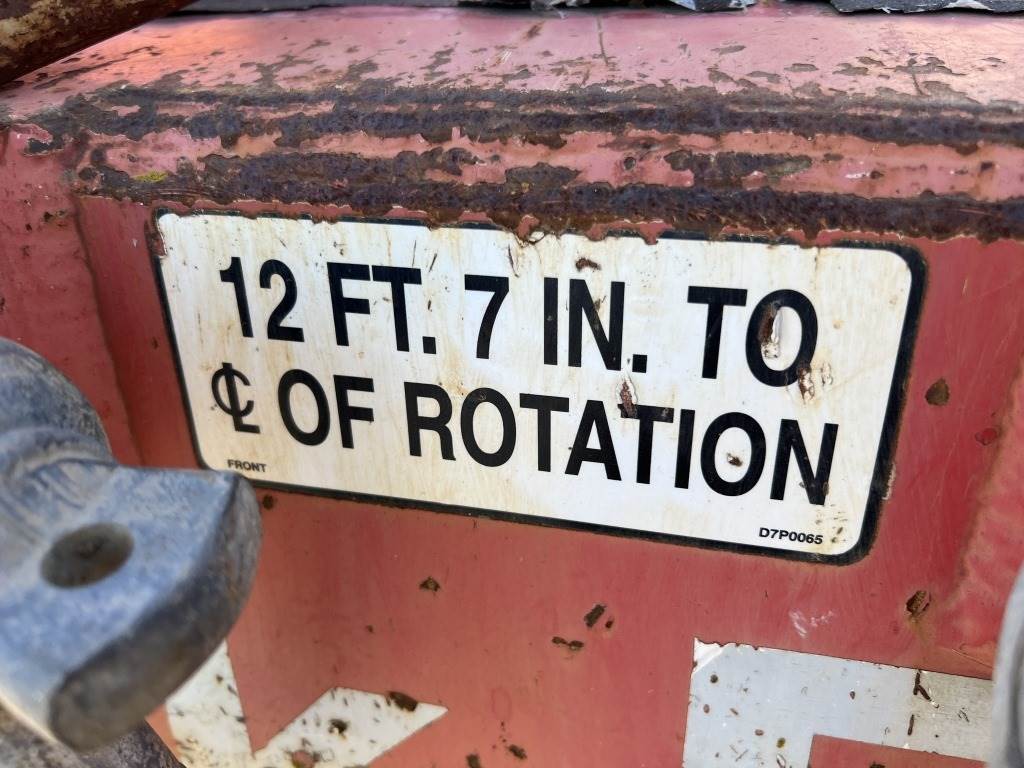 12 FT. 7 IN. TO
℄ OF ROTATION
FRONT
D7P0065